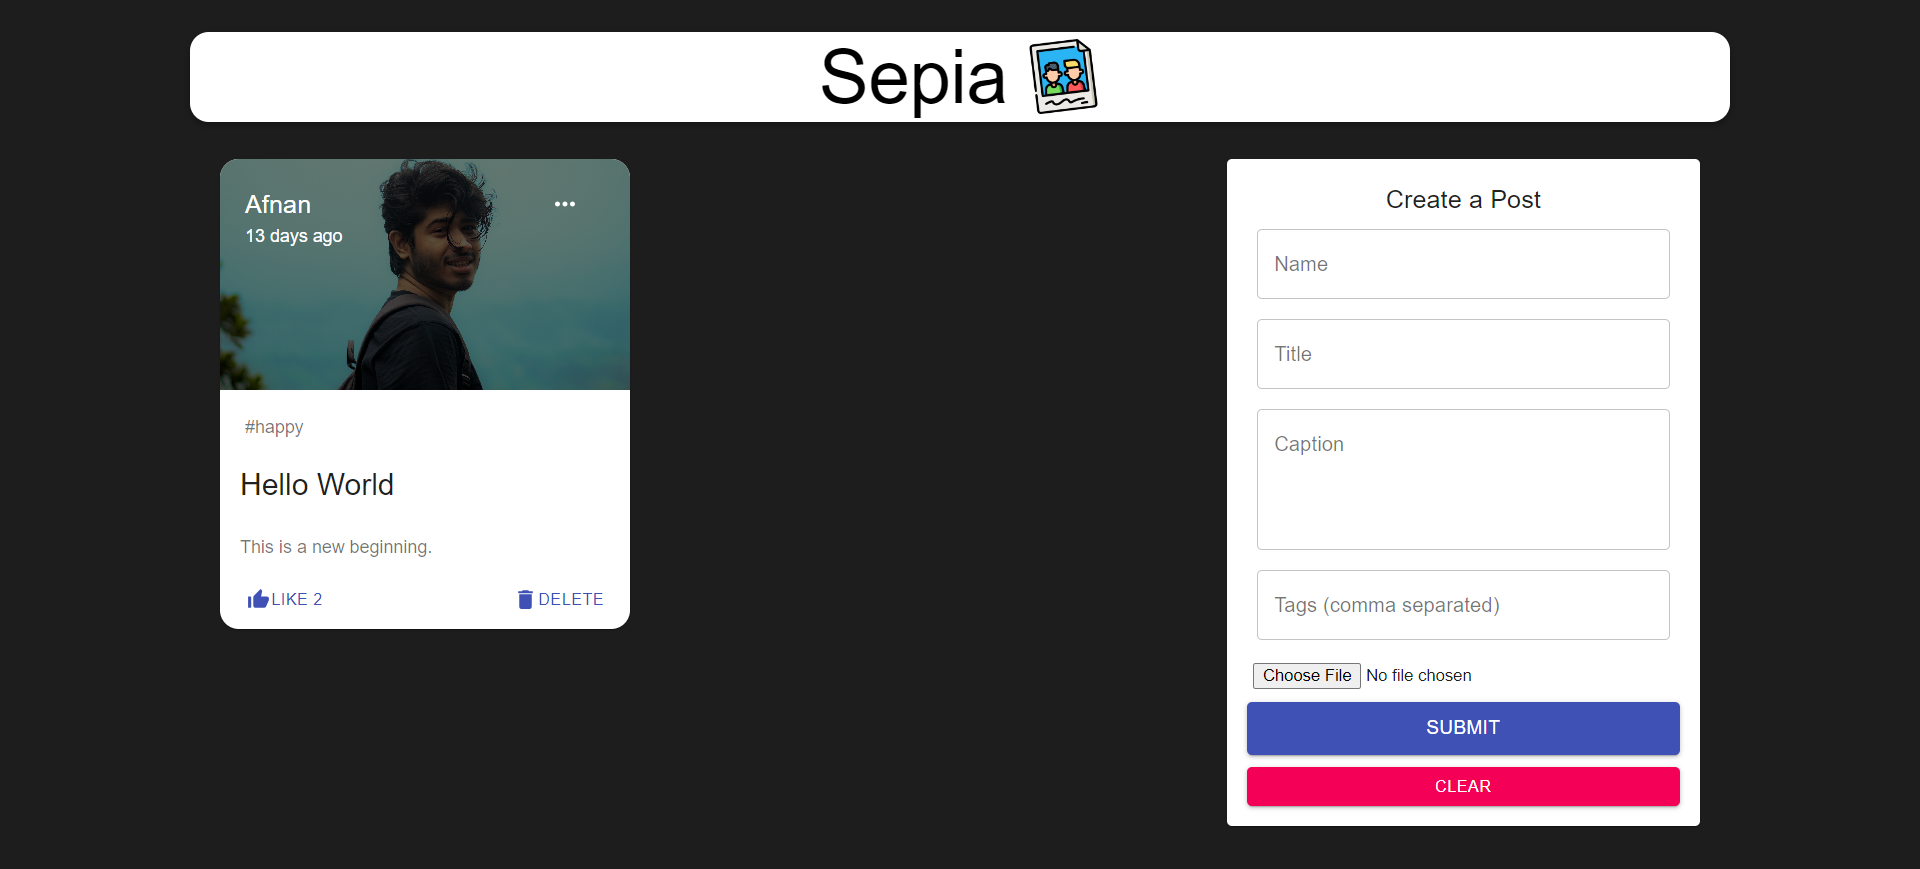 Sepia
Afnan
13 days ago
#happy
Hello World
This is a new beginning.
LIKE 2
DELETE
Create a Post
Name
Title
Caption
Tags (comma separated)
Choose File No file chosen
SUBMIT
CLEAR